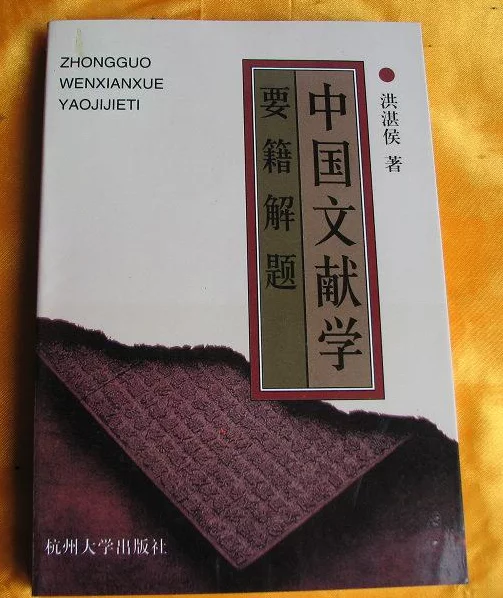 ZHONGGUO
WENXIANXUE
YAOJIJIETI
中国文献学
要籍解题
洪湛侯 著
杭州大学出版社